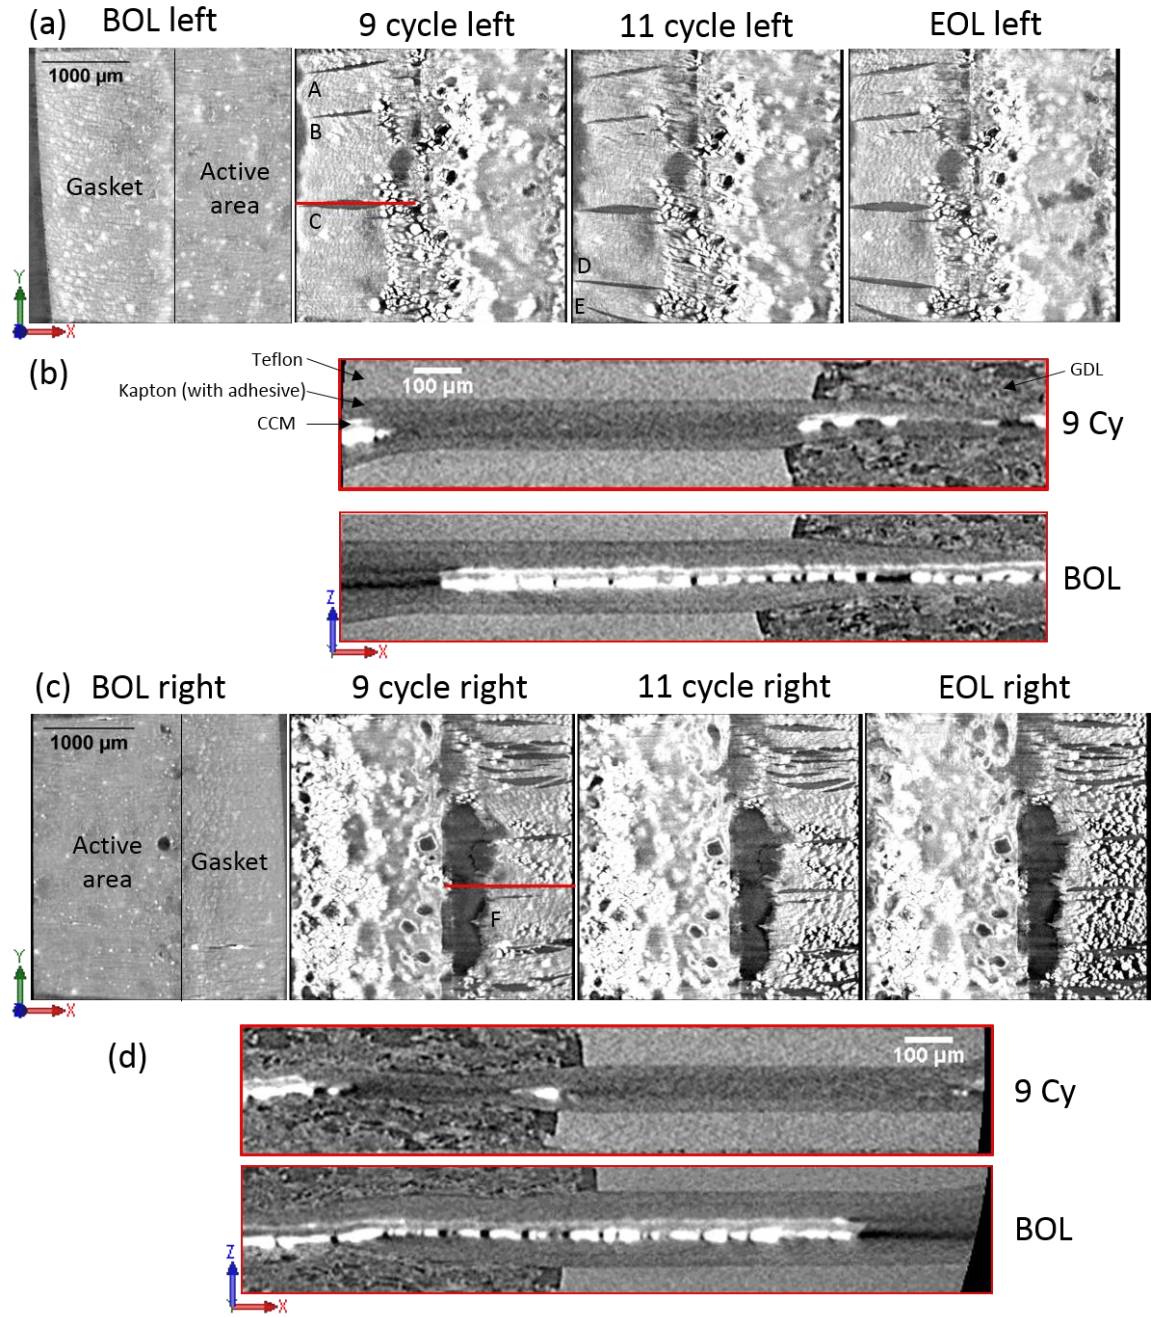 (a)
BOL left
9 cycle left
11 cycle left
EOL left
1000 µm
Gasket
Active
area
A
B
C
D
E
Y
X
(b)
Teflon
Kapton (with adhesive)
CCM
100 µm
GDL
9 Cy
BOL
Z
Y
X
(c)
BOL right
9 cycle right
11 cycle right
EOL right
1000 µm
Active
area
Gasket
F
Y
X
(d)
100 µm
9 Cy
BOL
Z
Y
X